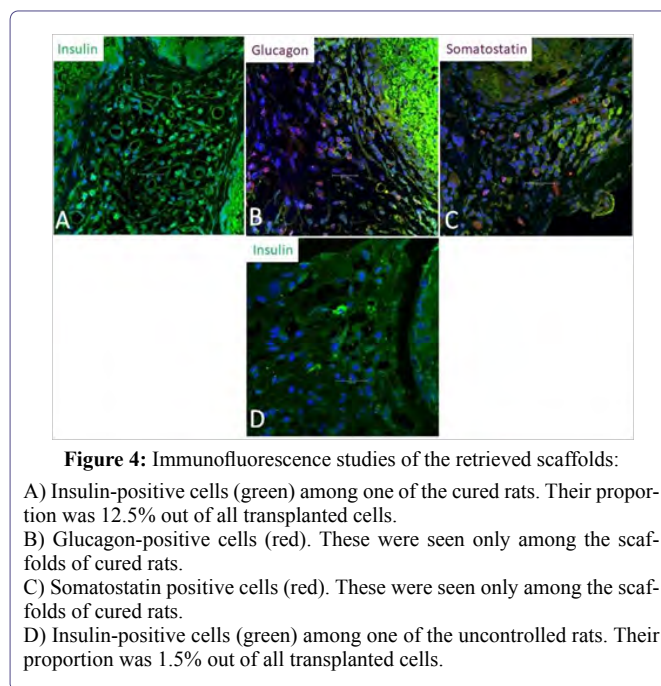 Insulin
Glucagon
Somatostatin
A
B
C
Insulin
D
Figure 4: Immunofluorescence studies of the retrieved scaffolds:
A) Insulin-positive cells (green) among one of the cured rats. Their propor-
tion was 12.5% out of all transplanted cells.
B) Glucagon-positive cells (red). These were seen only among the scaf-
folds of cured rats.
C) Somatostatin positive cells (red). These were seen only among the scaf-
folds of cured rats.
D) Insulin-positive cells (green) among one of the uncontrolled rats. Their
proportion was 1.5% out of all transplanted cells.